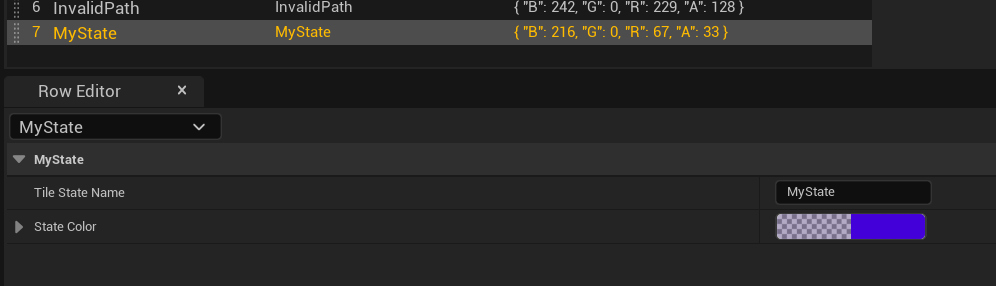 6 InvalidPath InvalidPath { "B": 242, "G": 0, "R": 229, "A": 128 }
7 MyState MyState { "B": 216, "G": 0, "R": 67, "A": 33 }
Row Editor
MyState
MyState
Tile State Name MyState
State Color